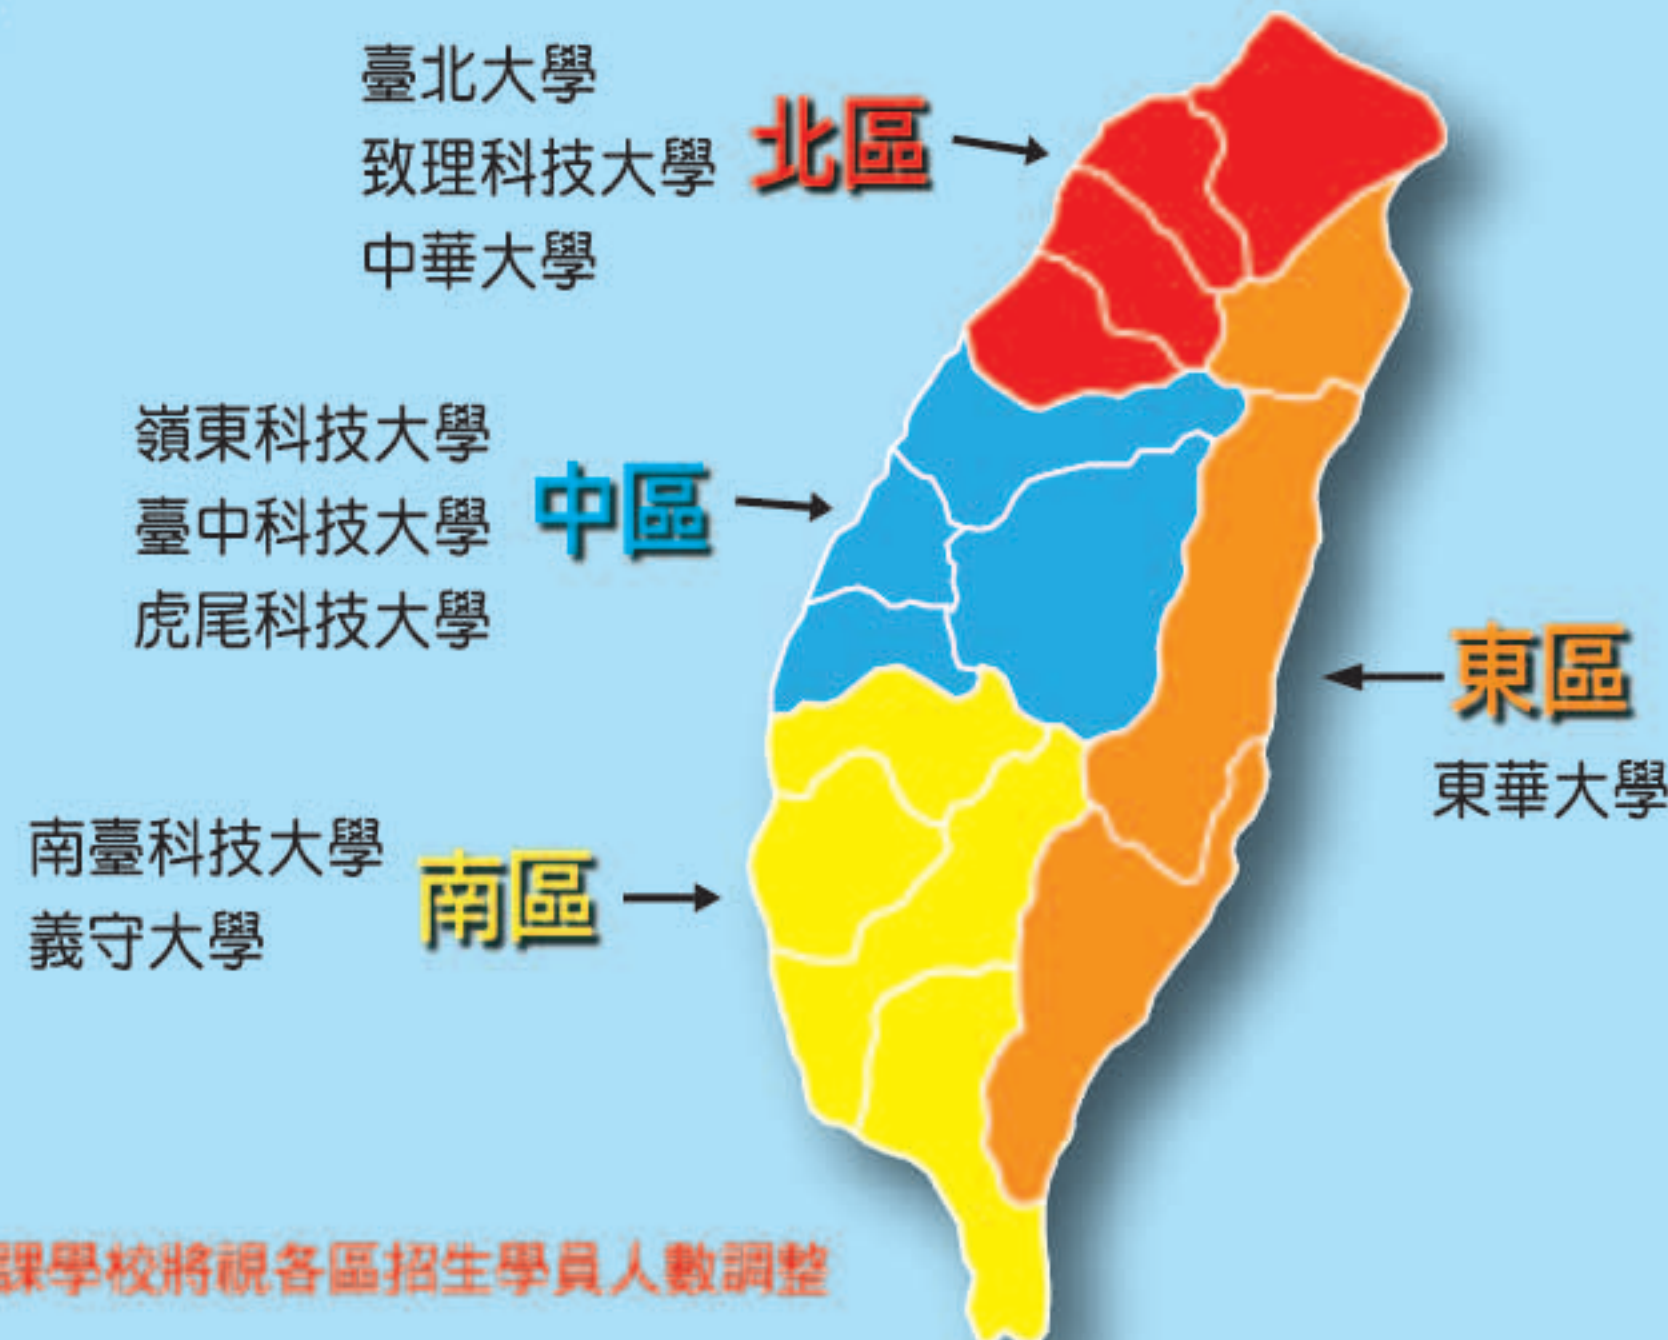 臺北大學
致理科技大學
中華大學
北區
嶺東科技大學
臺中科技大學
虎尾科技大學
中區
東區
東華大學
南臺科技大學
義守大學
南區
課學校將視各區招生學員人數調整